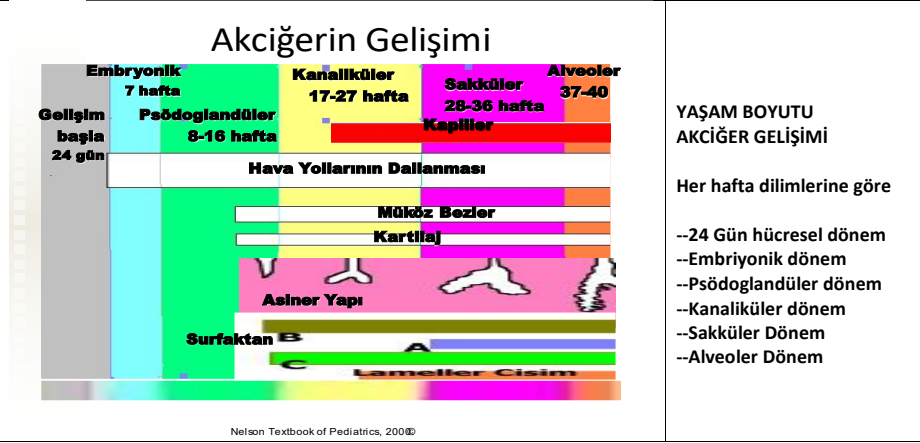 Akciğerin Gelişimi
Embryonik
7 hafta
Kanaliküler
17-27 hafta
Sakküler
28-36 hafta
Alveoler
37-40
Gelişim
başla
24 gün
Psödoglandüler
8-16 hafta
Kapiller
Hava Yollarının Dallanması
Müköz Bezler
Kartilaj
Asiner Yapı
Surfaktan
B
A
C
Lameller Cisim
Nelson Textbook of Pediatrics, 2000©
YAŞAM BOYUTU
AKCİĞER GELİŞİMİ
Her hafta dilimlerine göre
--24 Gün hücresel dönem
--Embriyonik dönem
--Psödoglandüler dönem
--Kanaliküler dönem
--Sakküler Dönem
--Alveoler Dönem